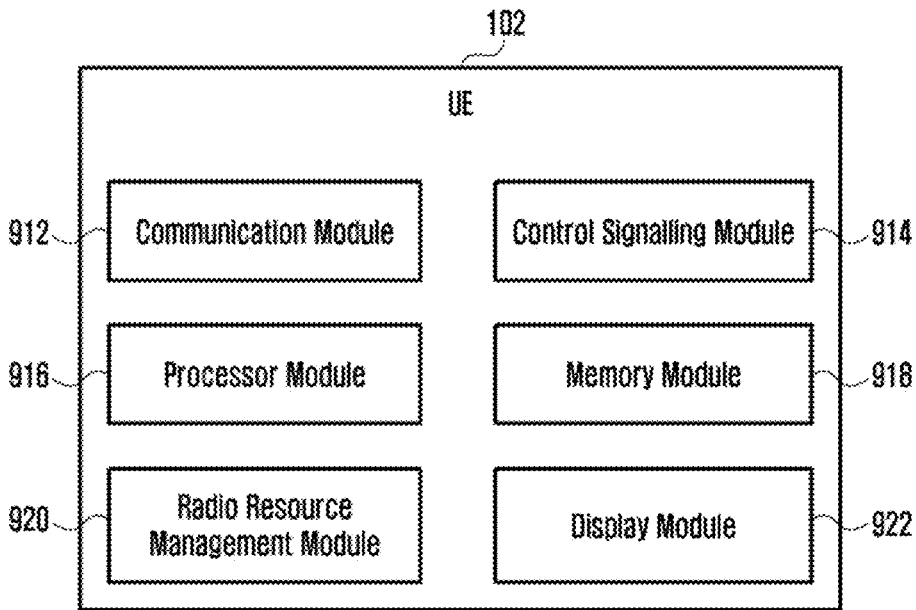 102
UE
912
Communication Module
Control Signalling Module
914
916
Processor Module
Memory Module
918
920
Radio Resource
Management Module
Display Module
922